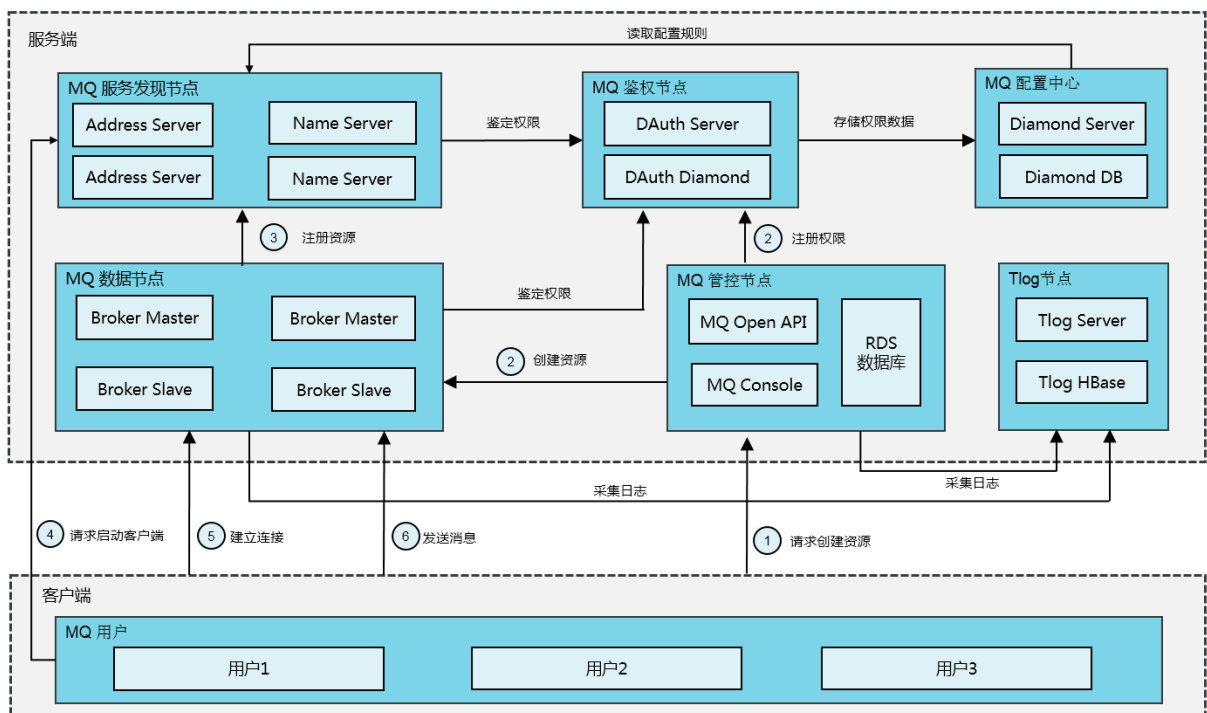 服务端
读取配置规则
MQ 服务发现节点
Address Server
Name Server
Address Server
Name Server
鉴定权限
MQ 鉴权节点
DAuth Server
DAuth Diamond
存储权限数据
MQ 配置中心
Diamond Server
Diamond DB
3 注册资源
2 注册权限
MQ 数据节点
Broker Master
Broker Master
Broker Slave
Broker Slave
鉴定权限
2 创建资源
MQ 管控节点
MQ Open API
MQ Console
RDS
数据库
Tlog节点
Tlog Server
Tlog HBase
采集日志
采集日志
4 请求启动客户端
5 建立连接
6 发送消息
1 请求创建资源
客户端
MQ 用户
用户1
用户2
用户3